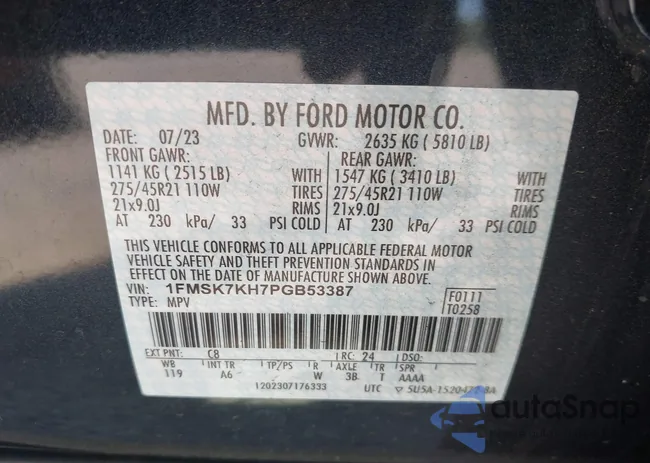 MFD. BY FORD MOTOR CO.
DATE: 07/23 GVWR: 2635 KG ( 5810 LB)
FRONT GAWR: REAR GAWR:
1141 KG ( 2515 LB) WITH 1547 KG ( 3410 LB) WITH
275/45R21 110W TIRES 275/45R21 110W TIRES
21x9.0J RIMS 21x9.0J RIMS
AT 230 kPa/ 33 PSI COLD AT 230 kPa/ 33 PSI COLD
THIS VEHICLE CONFORMS TO ALL APPLICABLE FEDERAL MOTOR
VEHICLE SAFETY AND THEFT PREVENTION STANDARDS IN
EFFECT ON THE DATE OF MANUFACTURE SHOWN ABOVE.
VIN: 1FMSK7KH7PGB53387
TYPE: MPV
F0111
T0258
EXT PNT: C8 RC: 24 DSO:
WB INT TR TP/PS R AXLE TR SPR
119 A6 W 3B T AAAA
1202307176333 UTC
autaSnap